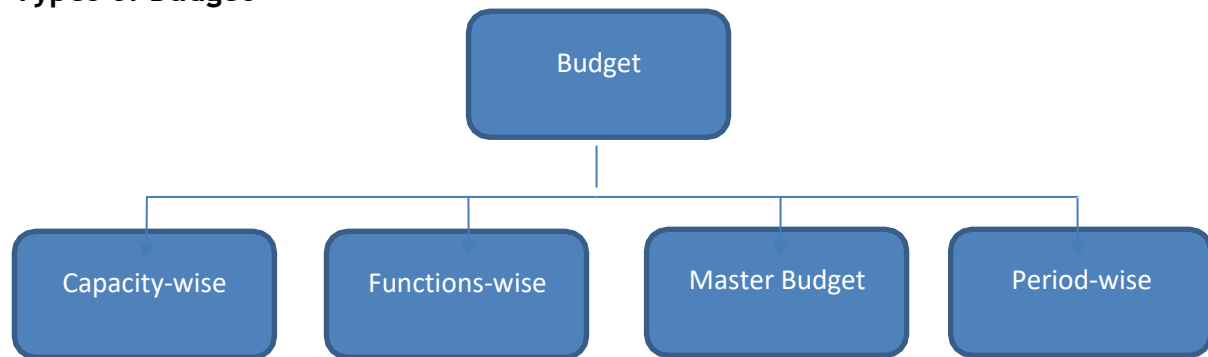 Types of Budget
Budget
Capacity-wise
Functions-wise
Master Budget
Period-wise